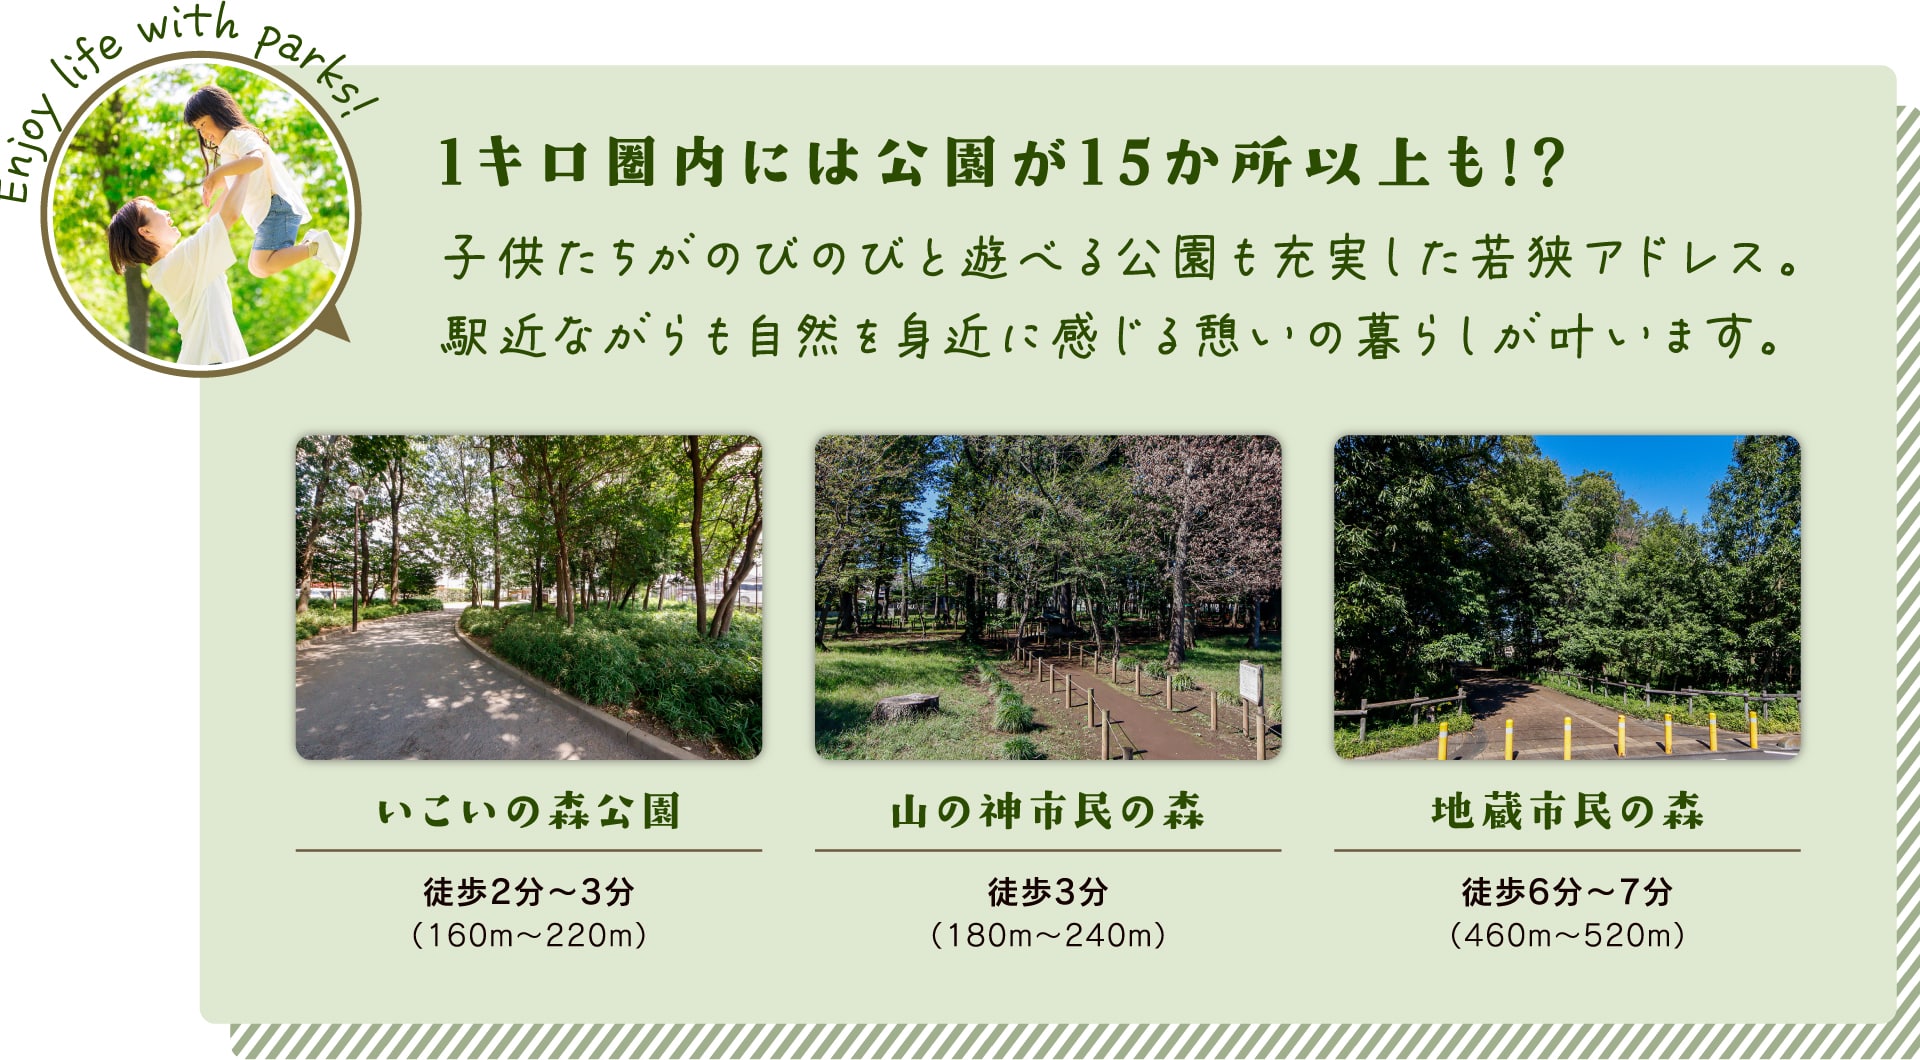 Enjoy life with parks!
1キロ圏内には公園が15か所以上も!?
子供たちがのびのびと遊べる公園も充実した若狭アドレス。
駅近ながらも自然を身近に感じる憩いの暮らしが叶います。
いこいの森公園
徒歩2分〜3分
（160m〜220m）
山の神市民の森
徒歩3分
（180m〜240m）
地蔵市民の森
徒歩6分〜7分
（460m〜520m）